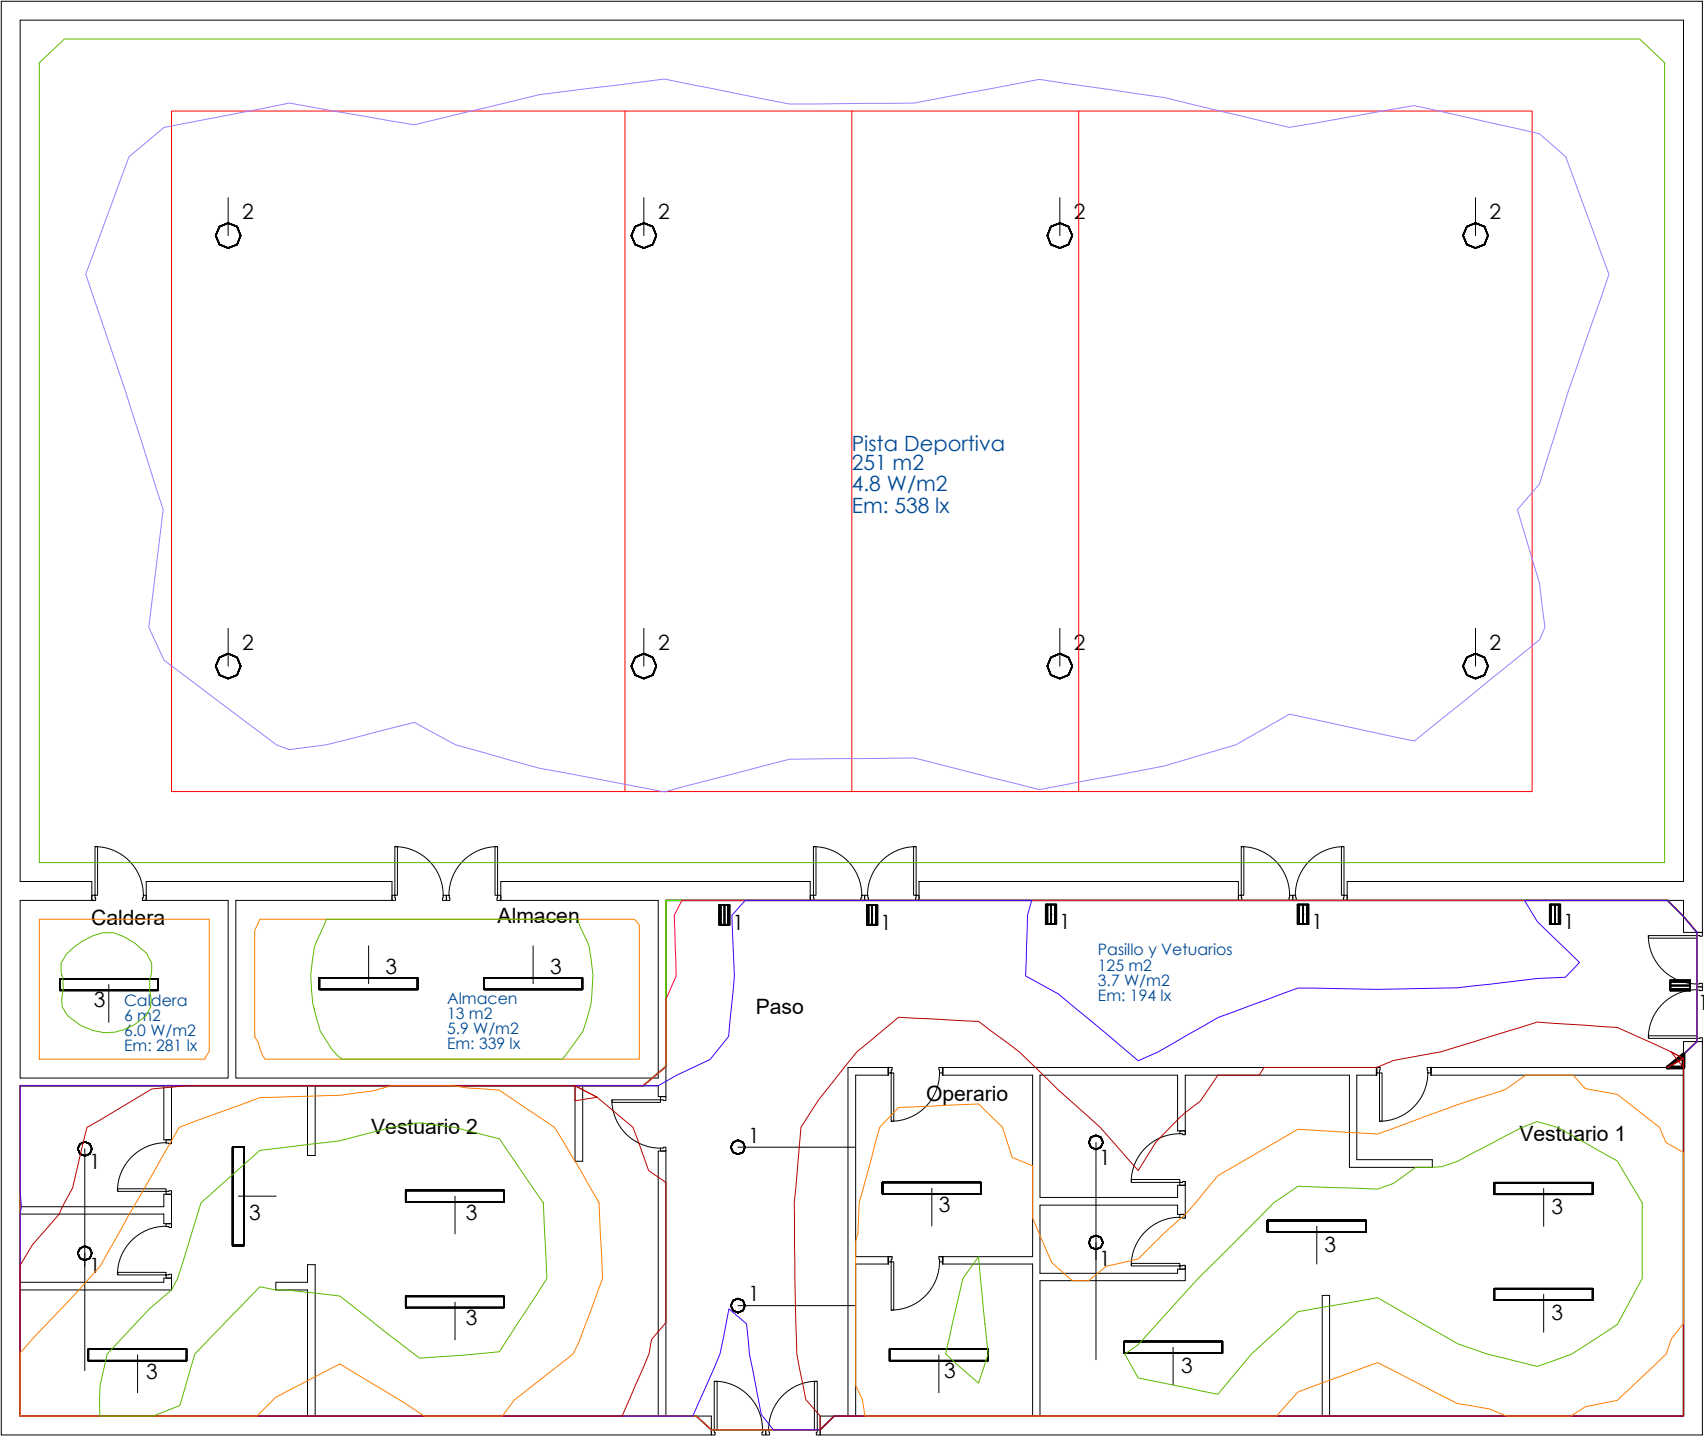 2 2 2 2
Pista Deportiva
251 m2
4.8 W/m2
Em: 538 lx
2 2 2 2
Caldera
3
Caldera
6 m2
6.0 W/m2
Em: 281 lx
Almacen
3 3
Almacen
13 m2
5.9 W/m2
Em: 339 lx
1 1 1 1 1
Pasillo y Vetuarios
125 m2
3.7 W/m2
Em: 194 lx
1
Paso
Operario
Vestuario 2
Vestuario 1
1 1 1
3 3 3 3
1 1
3 3
3 1 3
3 3 3